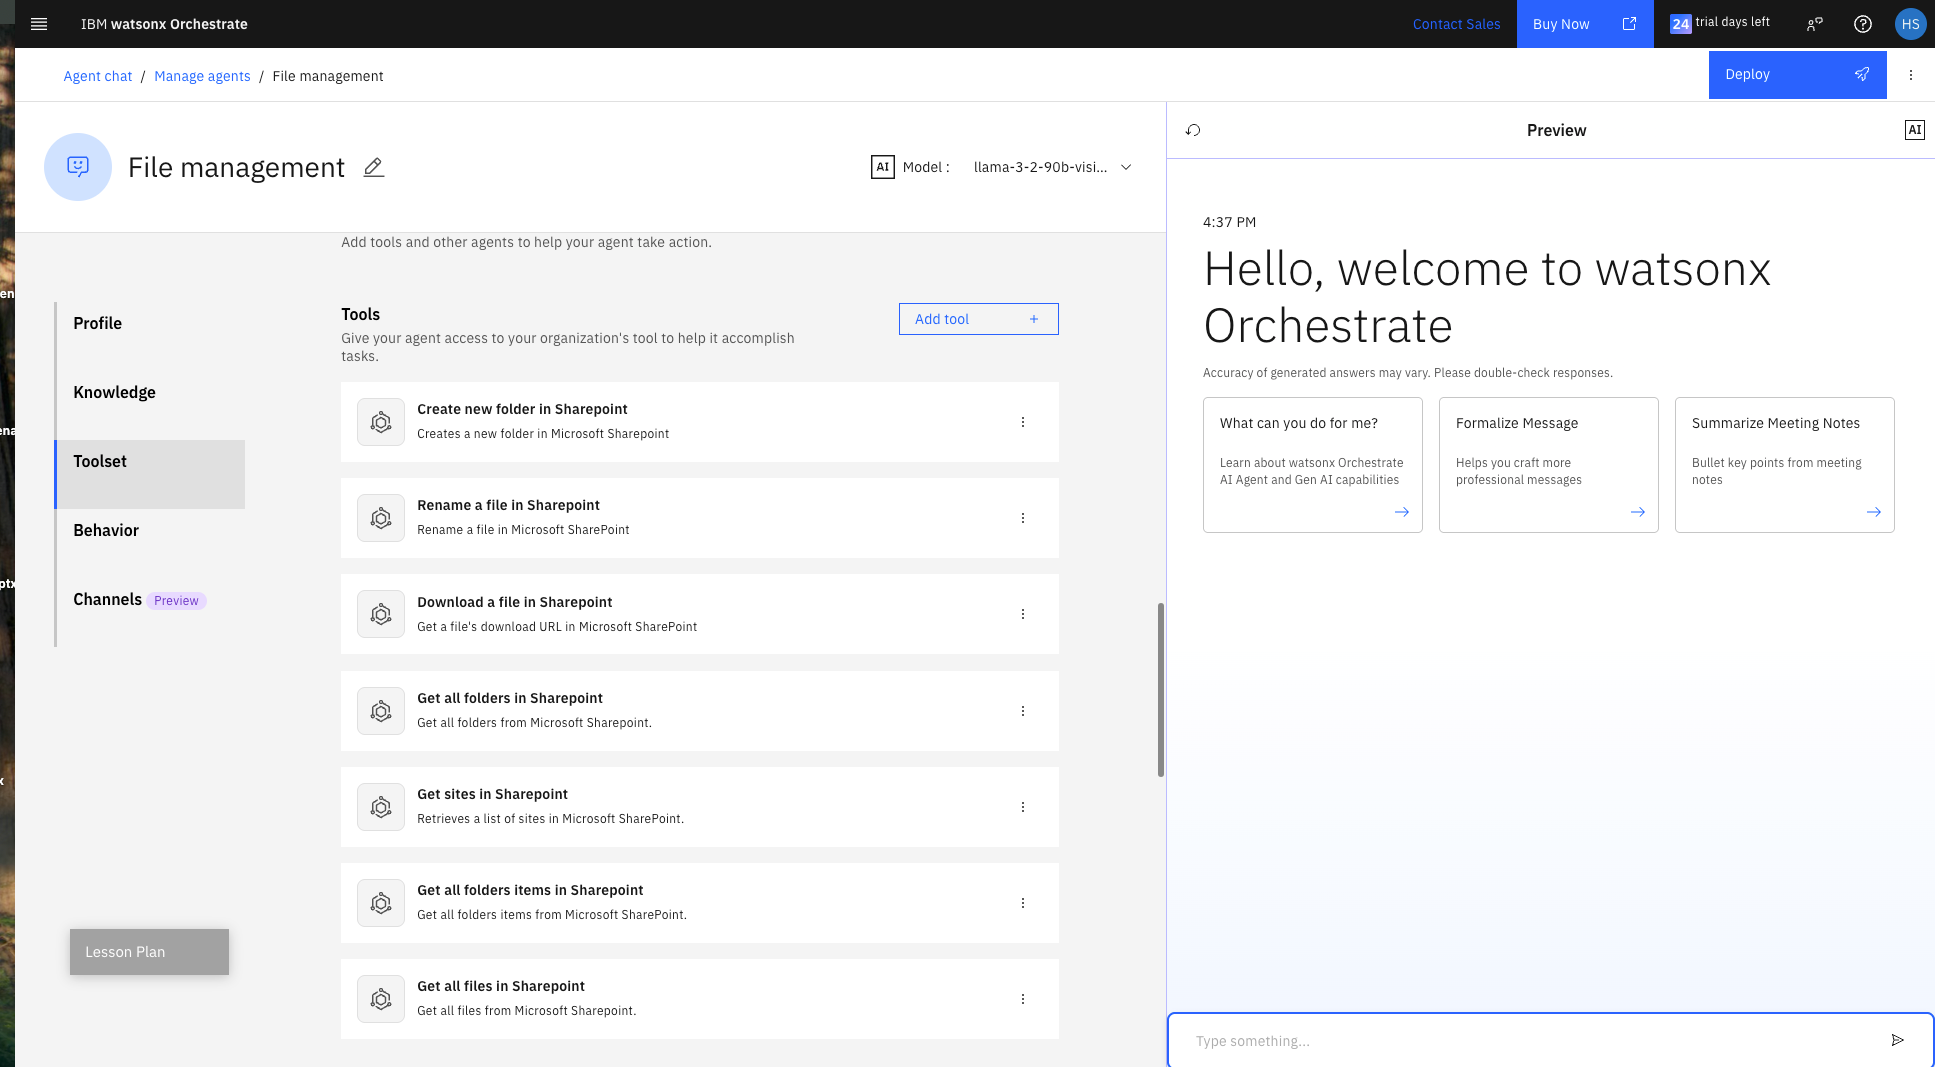 IBM watsonx Orchestrate
Contact Sales
Buy Now
24 trial days left
HS
Agent chat / Manage agents / File management
Deploy
File management
AI Model : llama-3-2-90b-visi...
Add tools and other agents to help your agent take action.
Profile
Knowledge
Toolset
Behavior
Channels Preview
Lesson Plan
Tools
Add tool +
Give your agent access to your organization's tool to help it accomplish
tasks.
Create new folder in Sharepoint
Creates a new folder in Microsoft Sharepoint
Rename a file in Sharepoint
Rename a file in Microsoft SharePoint
Download a file in Sharepoint
Get a file's download URL in Microsoft SharePoint
Get all folders in Sharepoint
Get all folders from Microsoft Sharepoint.
Get sites in Sharepoint
Retrieves a list of sites in Microsoft SharePoint.
Get all folders items in Sharepoint
Get all folders items from Microsoft SharePoint.
Get all files in Sharepoint
Get all files from Microsoft Sharepoint.
Preview
AI
4:37 PM
Hello, welcome to watsonx
Orchestrate
Accuracy of generated answers may vary. Please double-check responses.
What can you do for me?
Learn about watsonx Orchestrate
AI Agent and Gen AI capabilities
Formalize Message
Helps you craft more
professional messages
Summarize Meeting Notes
Bullet key points from meeting
notes
Type something...